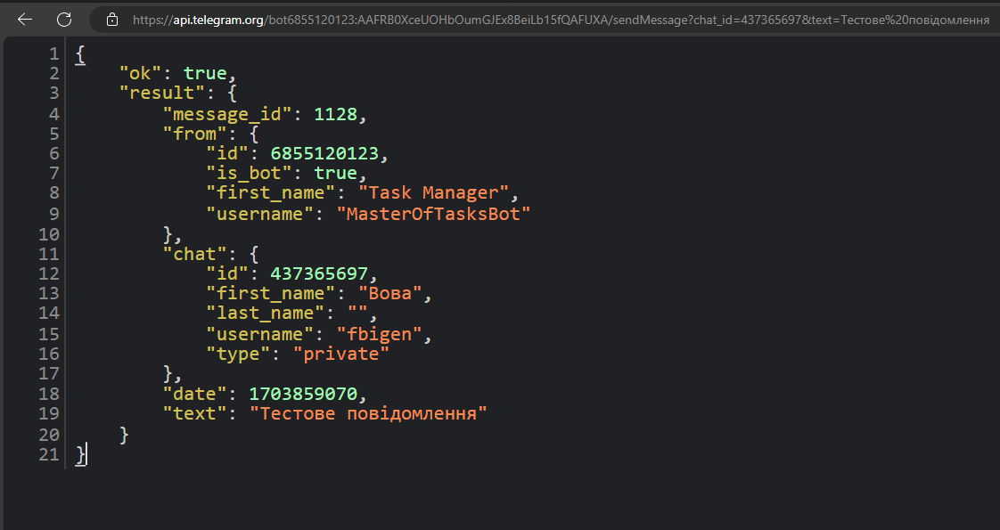 https://api.telegram.org/bot6855120123:AAFRB0XceUOHbOumGJEx8BeiLb15fQAFUXA/sendMessage?chat_id=437365697&text=Тестове%20повідомлення
1 {
2 "ok": true,
3 "result": {
4 "message_id": 1128,
5 "from": {
6 "id": 6855120123,
7 "is_bot": true,
8 "first_name": "Task Manager",
9 "username": "MasterOfTasksBot"
10 },
11 "chat": {
12 "id": 437365697,
13 "first_name": "Вова",
14 "last_name": "",
15 "username": "fbigen",
16 "type": "private"
17 },
18 "date": 1703859070,
19 "text": "Тестове повідомлення"
20 }
21 }